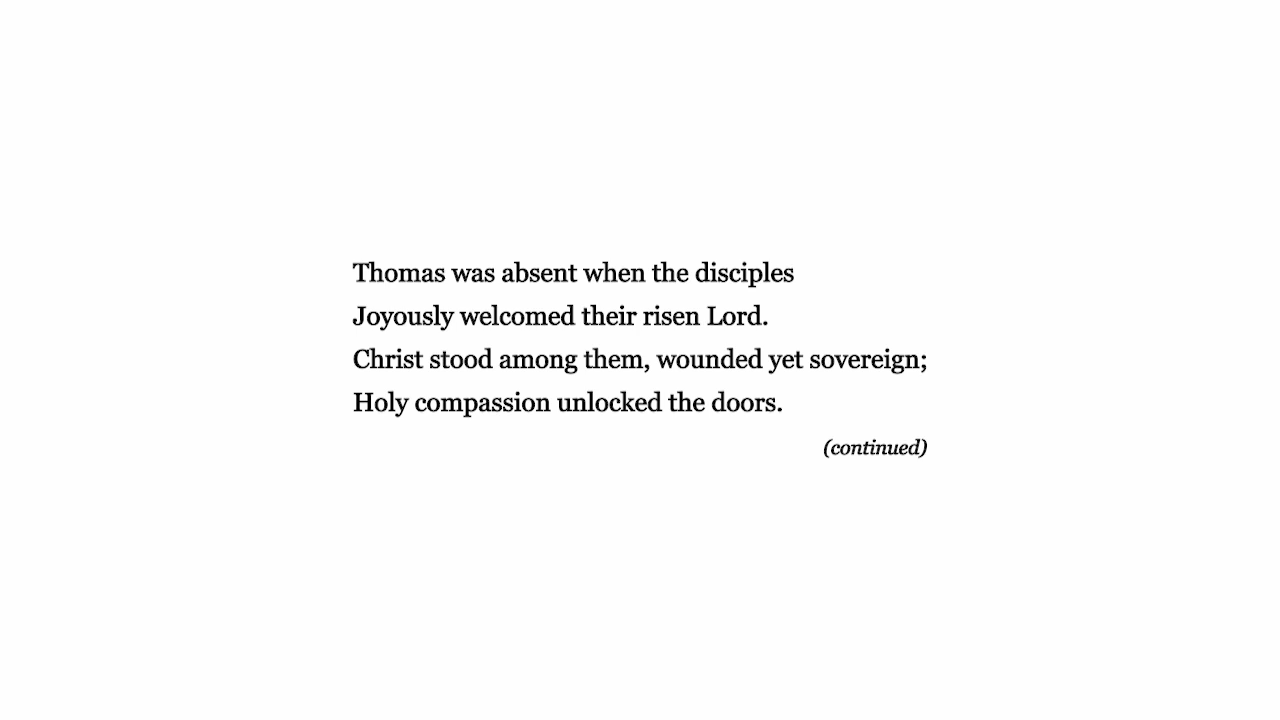 Thomas was absent when the disciples
Joyously welcomed their risen Lord.
Christ stood among them, wounded yet sovereign;
Holy compassion unlocked the doors.
(continued)